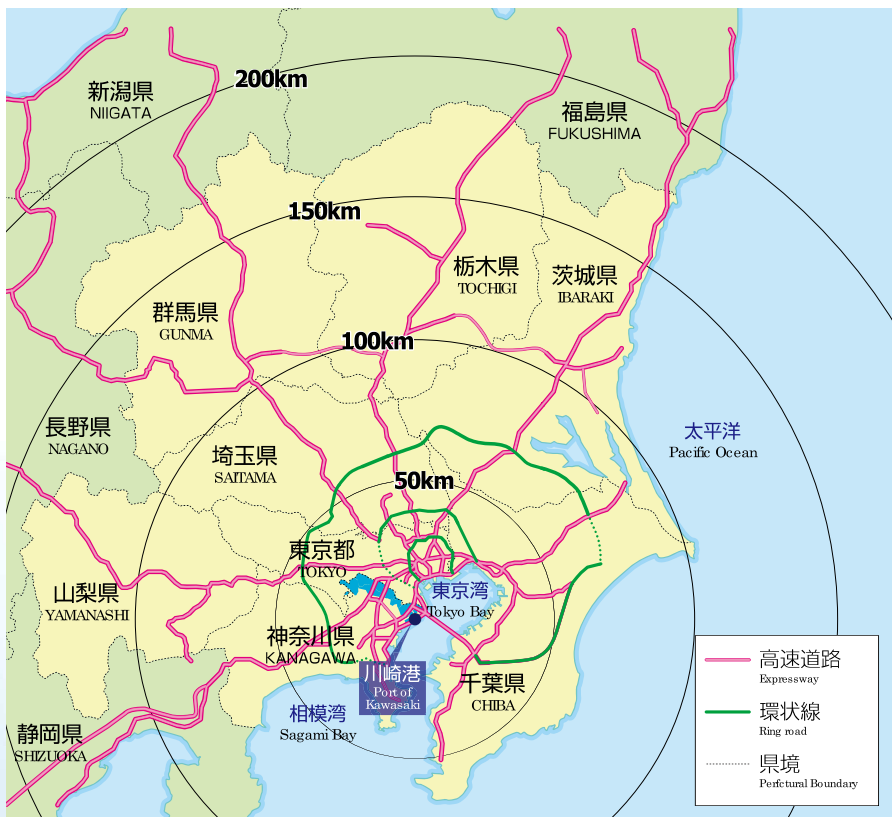 200km
新潟県
NIIGATA
福島県
FUKUSHIMA
150km
栃木県
TOCHIGI
茨城県
IBARAKI
群馬県
GUNMA
100km
長野県
NAGANO
太平洋
Pacific Ocean
埼玉県
SAITAMA
50km
東京都
TOKYO
山梨県
YAMANASHI
東京湾
Tokyo Bay
神奈川県
KANAGAWA
川崎港
Port of
Kawasaki
千葉県
CHIBA
相模湾
Sagami Bay
静岡県
SHIZUOKA
高速道路
Expressway
環状線
Ring road
県境
Perfctural Boundary